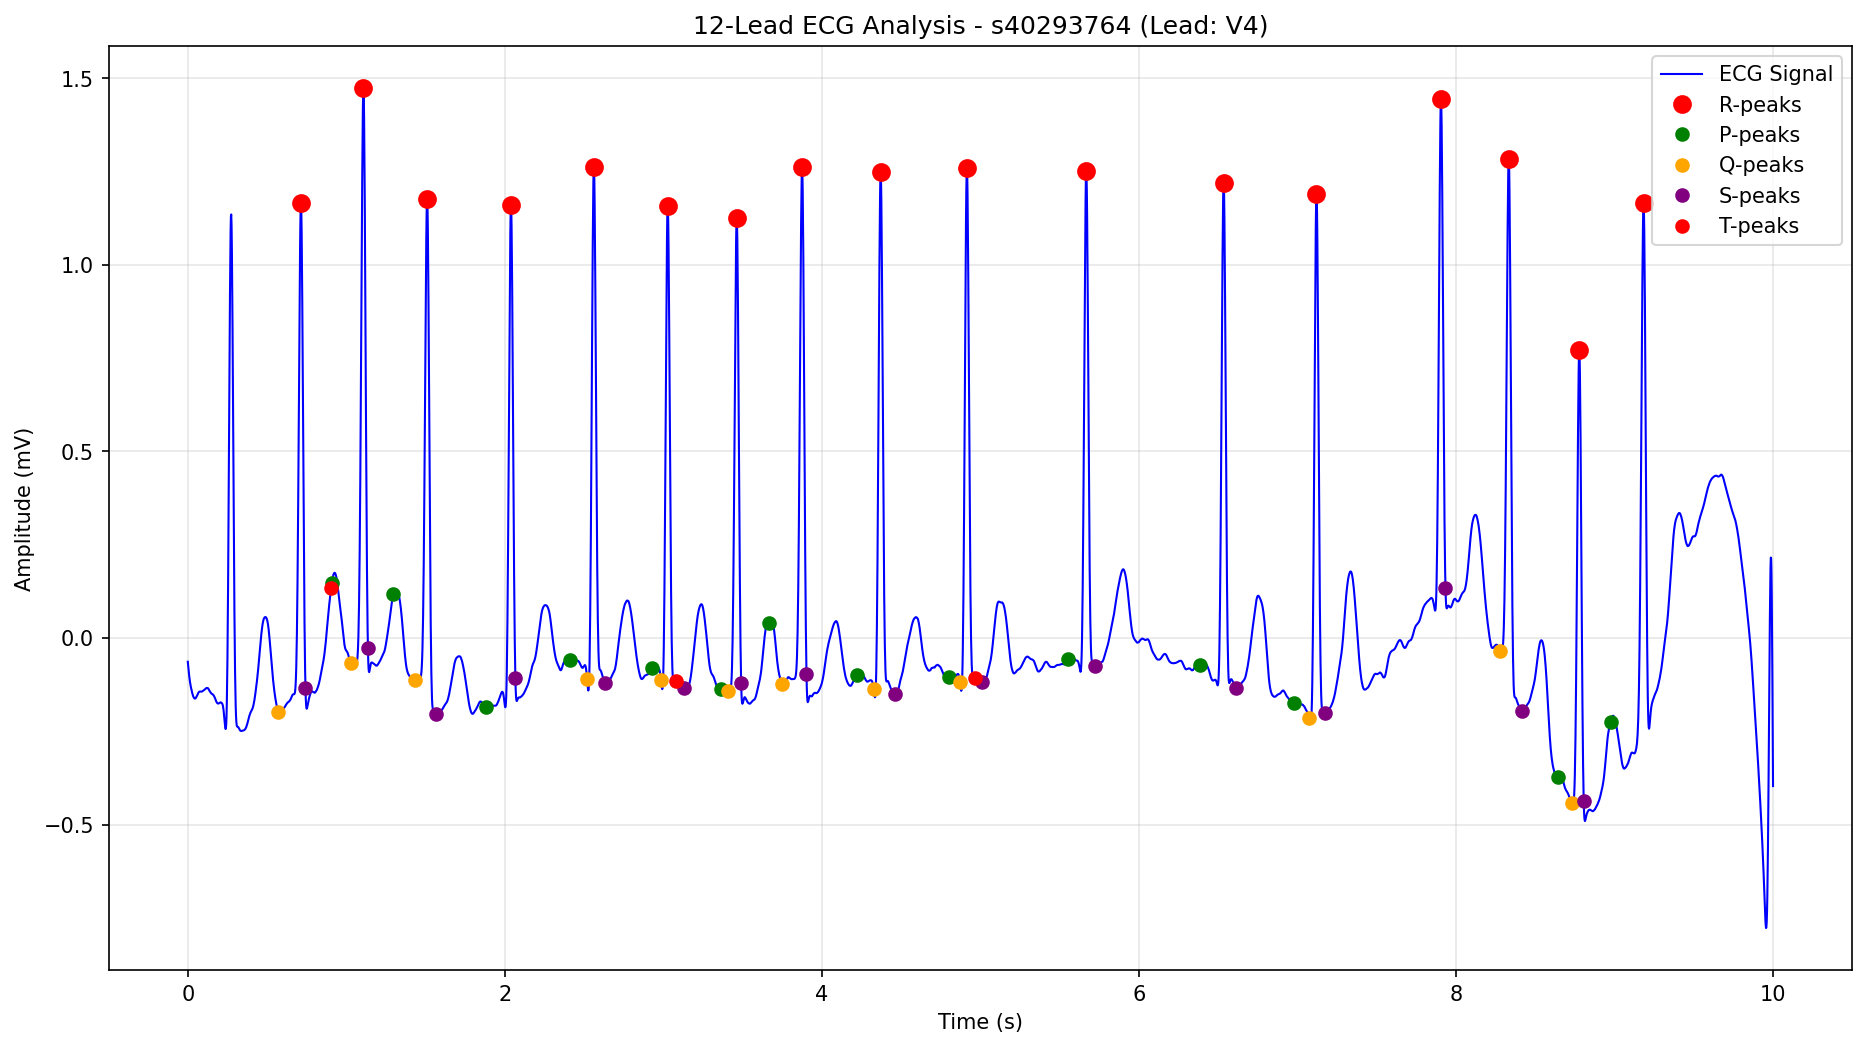 12-Lead ECG Analysis - s40293764 (Lead: V4)
ECG Signal
R-peaks
P-peaks
Q-peaks
S-peaks
T-peaks
Amplitude (mV)
1.5
1.0
0.5
0.0
−0.5
0 2 4 6 8 10
Time (s)